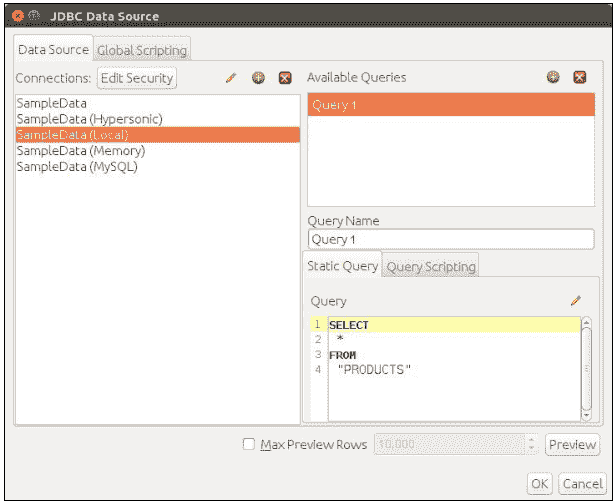 JDBC Data Source
Data Source
Global Scripting
Connections:
Edit Security
SampleData
SampleData (Hypersonic)
SampleData (Local)
SampleData (Memory)
SampleData (MySQL)
Available Queries
Query 1
Query Name
Query 1
Static Query
Query Scripting
Query
1 SELECT
2 *
3 FROM
4 "PRODUCTS"
Max Preview Rows
10,000
Preview
OK
Cancel